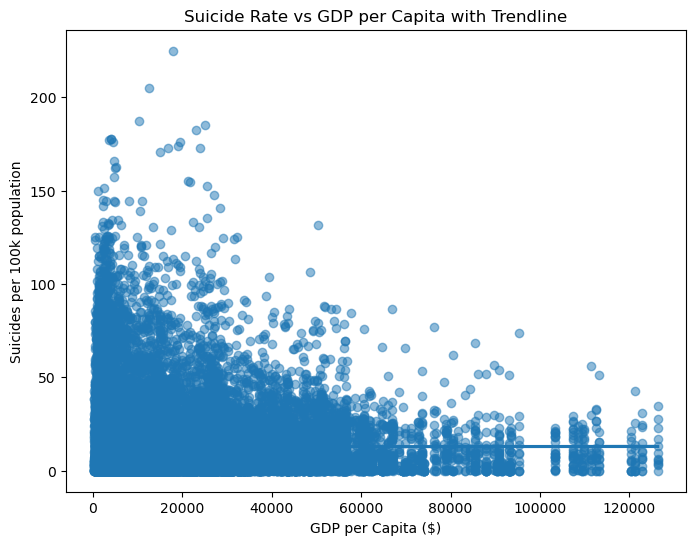 Suicide Rate vs GDP per Capita with Trendline
Suicides per 100k population
200
150
100
50
0
0 20000 40000 60000 80000 100000 120000
GDP per Capita ($)